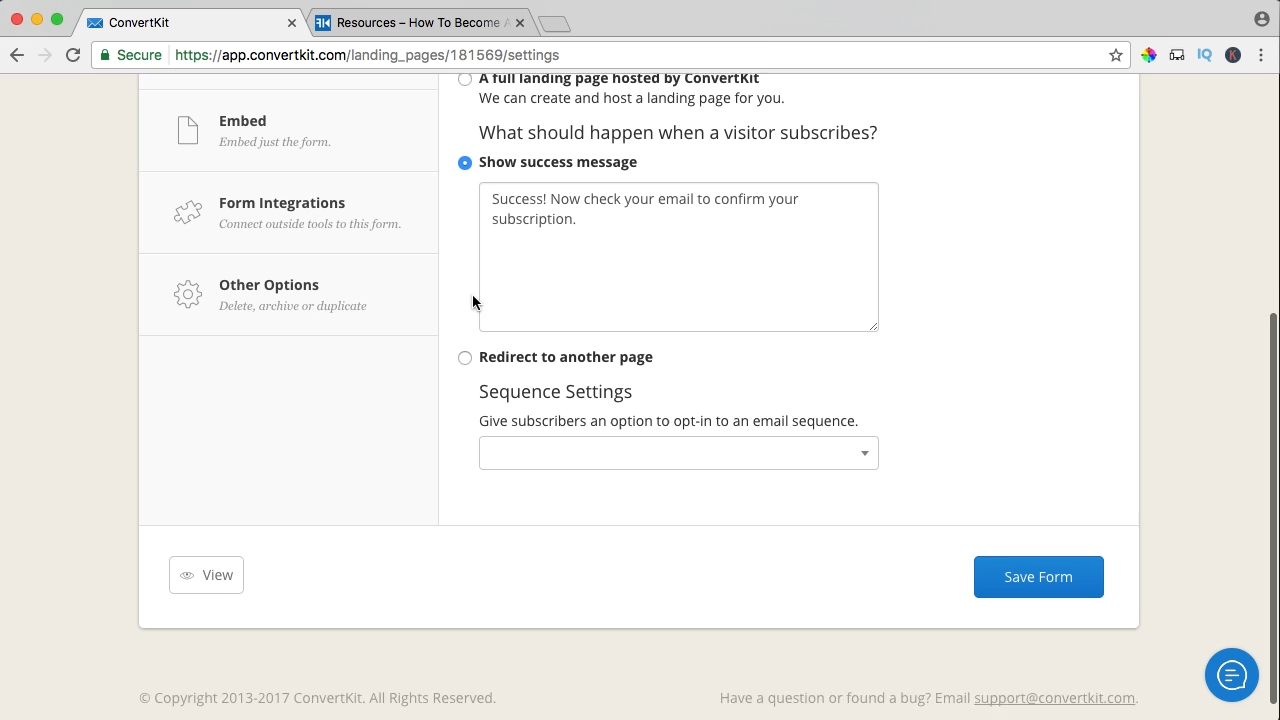 ConvertKit
Resources – How To Become A
Secure
https://app.convertkit.com/landing_pages/181569/settings
A full landing page hosted by ConvertKit
We can create and host a landing page for you.
Embed
Embed just the form.
What should happen when a visitor subscribes?
Show success message
Success! Now check your email to confirm your
subscription.
Form Integrations
Connect outside tools to this form.
Other Options
Delete, archive or duplicate
Redirect to another page
Sequence Settings
Give subscribers an option to opt-in to an email sequence.
View
Save Form
© Copyright 2013-2017 ConvertKit. All Rights Reserved.
Have a question or found a bug? Email support@convertkit.com.